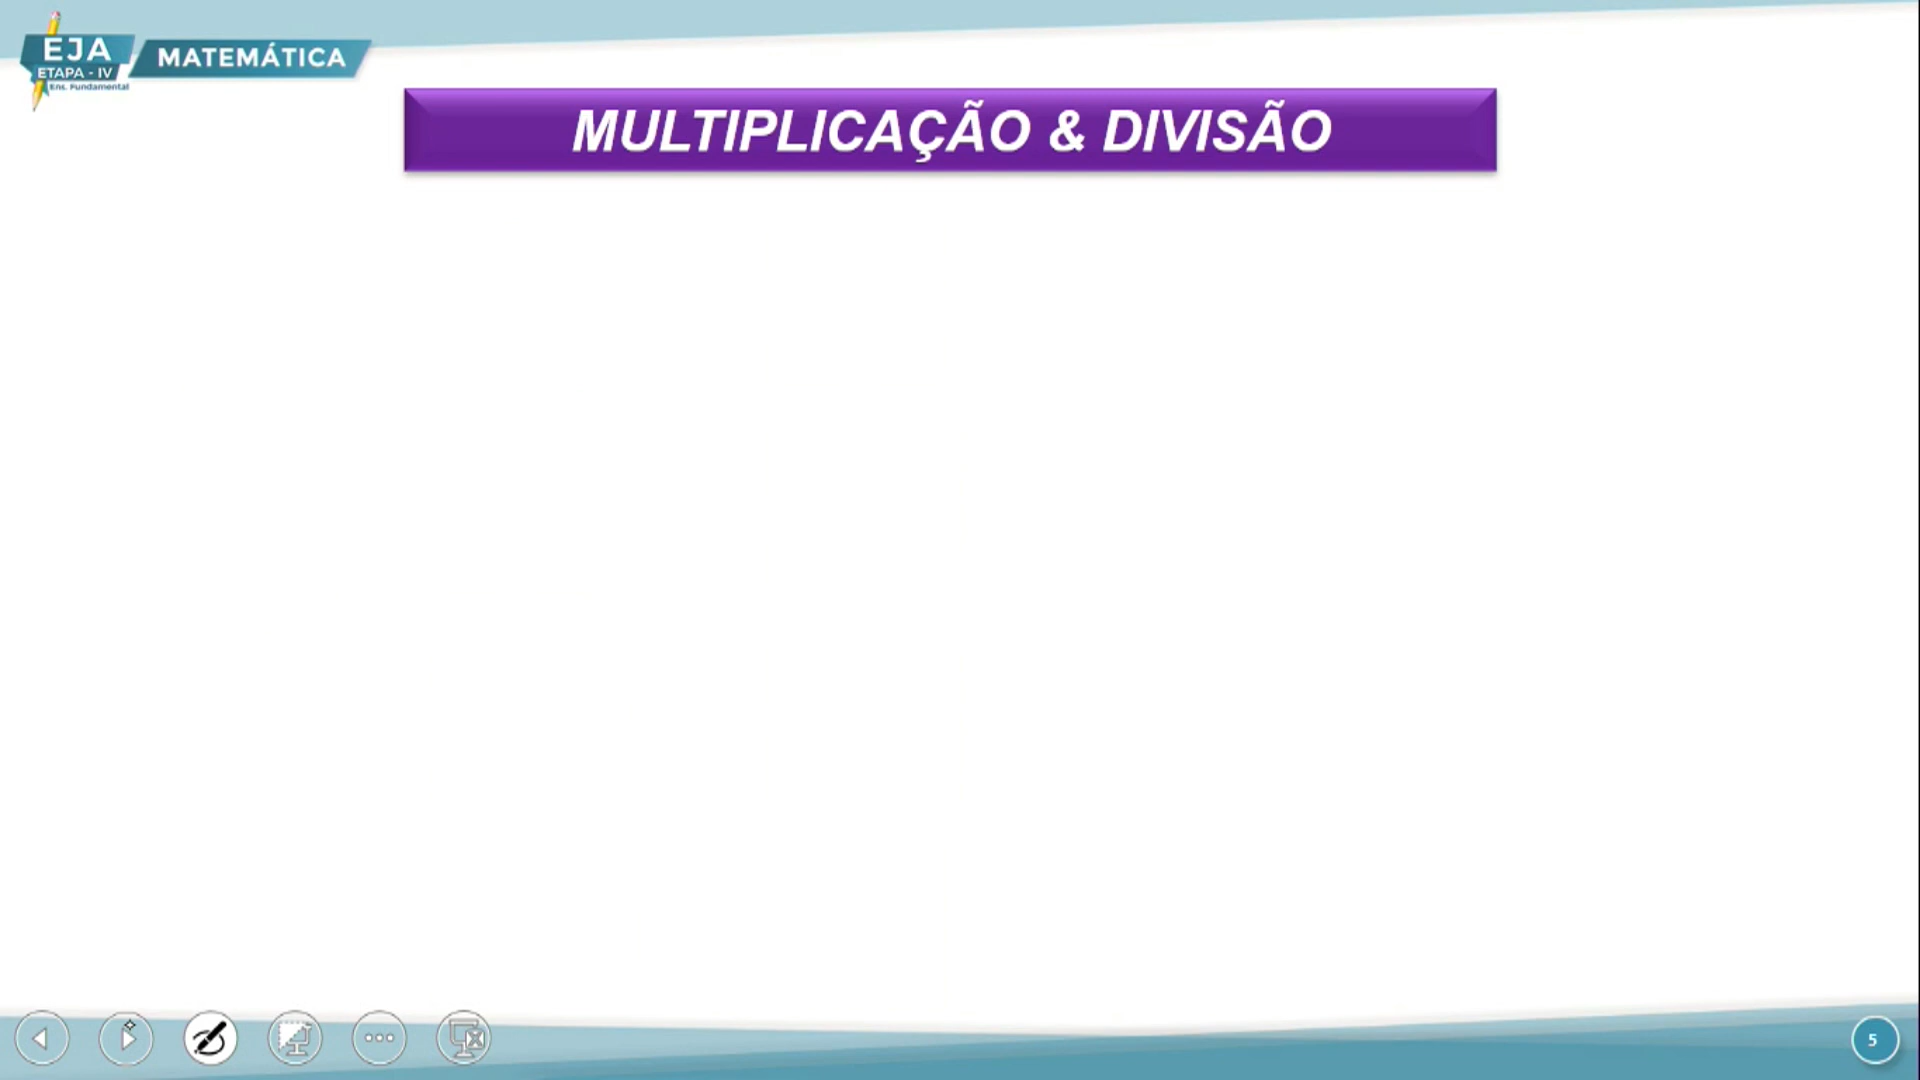 EJA
ETAPA - IV
Ens. Fundamental
MATEMÁTICA
MULTIPLICAÇÃO & DIVISÃO
5